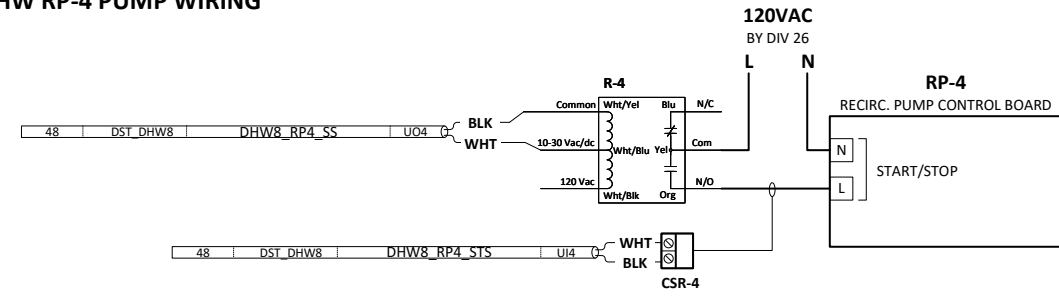 HW RP-4 PUMP WIRING
120VAC
BY DIV 26
L N
R-4
RP-4
RECIRC. PUMP CONTROL BOARD
Common Wht/Yel Blu N/C
48 DST_DHW8 DHW8_RP4_SS UO4 BLK
WHT 10-30 Vac/dc Wht/Blu Yel Com
N
START/STOP
120 Vac Wht/Blk Org N/O
L
48 DST_DHW8 DHW8_RP4_STS UI4 WHT
BLK
CSR-4